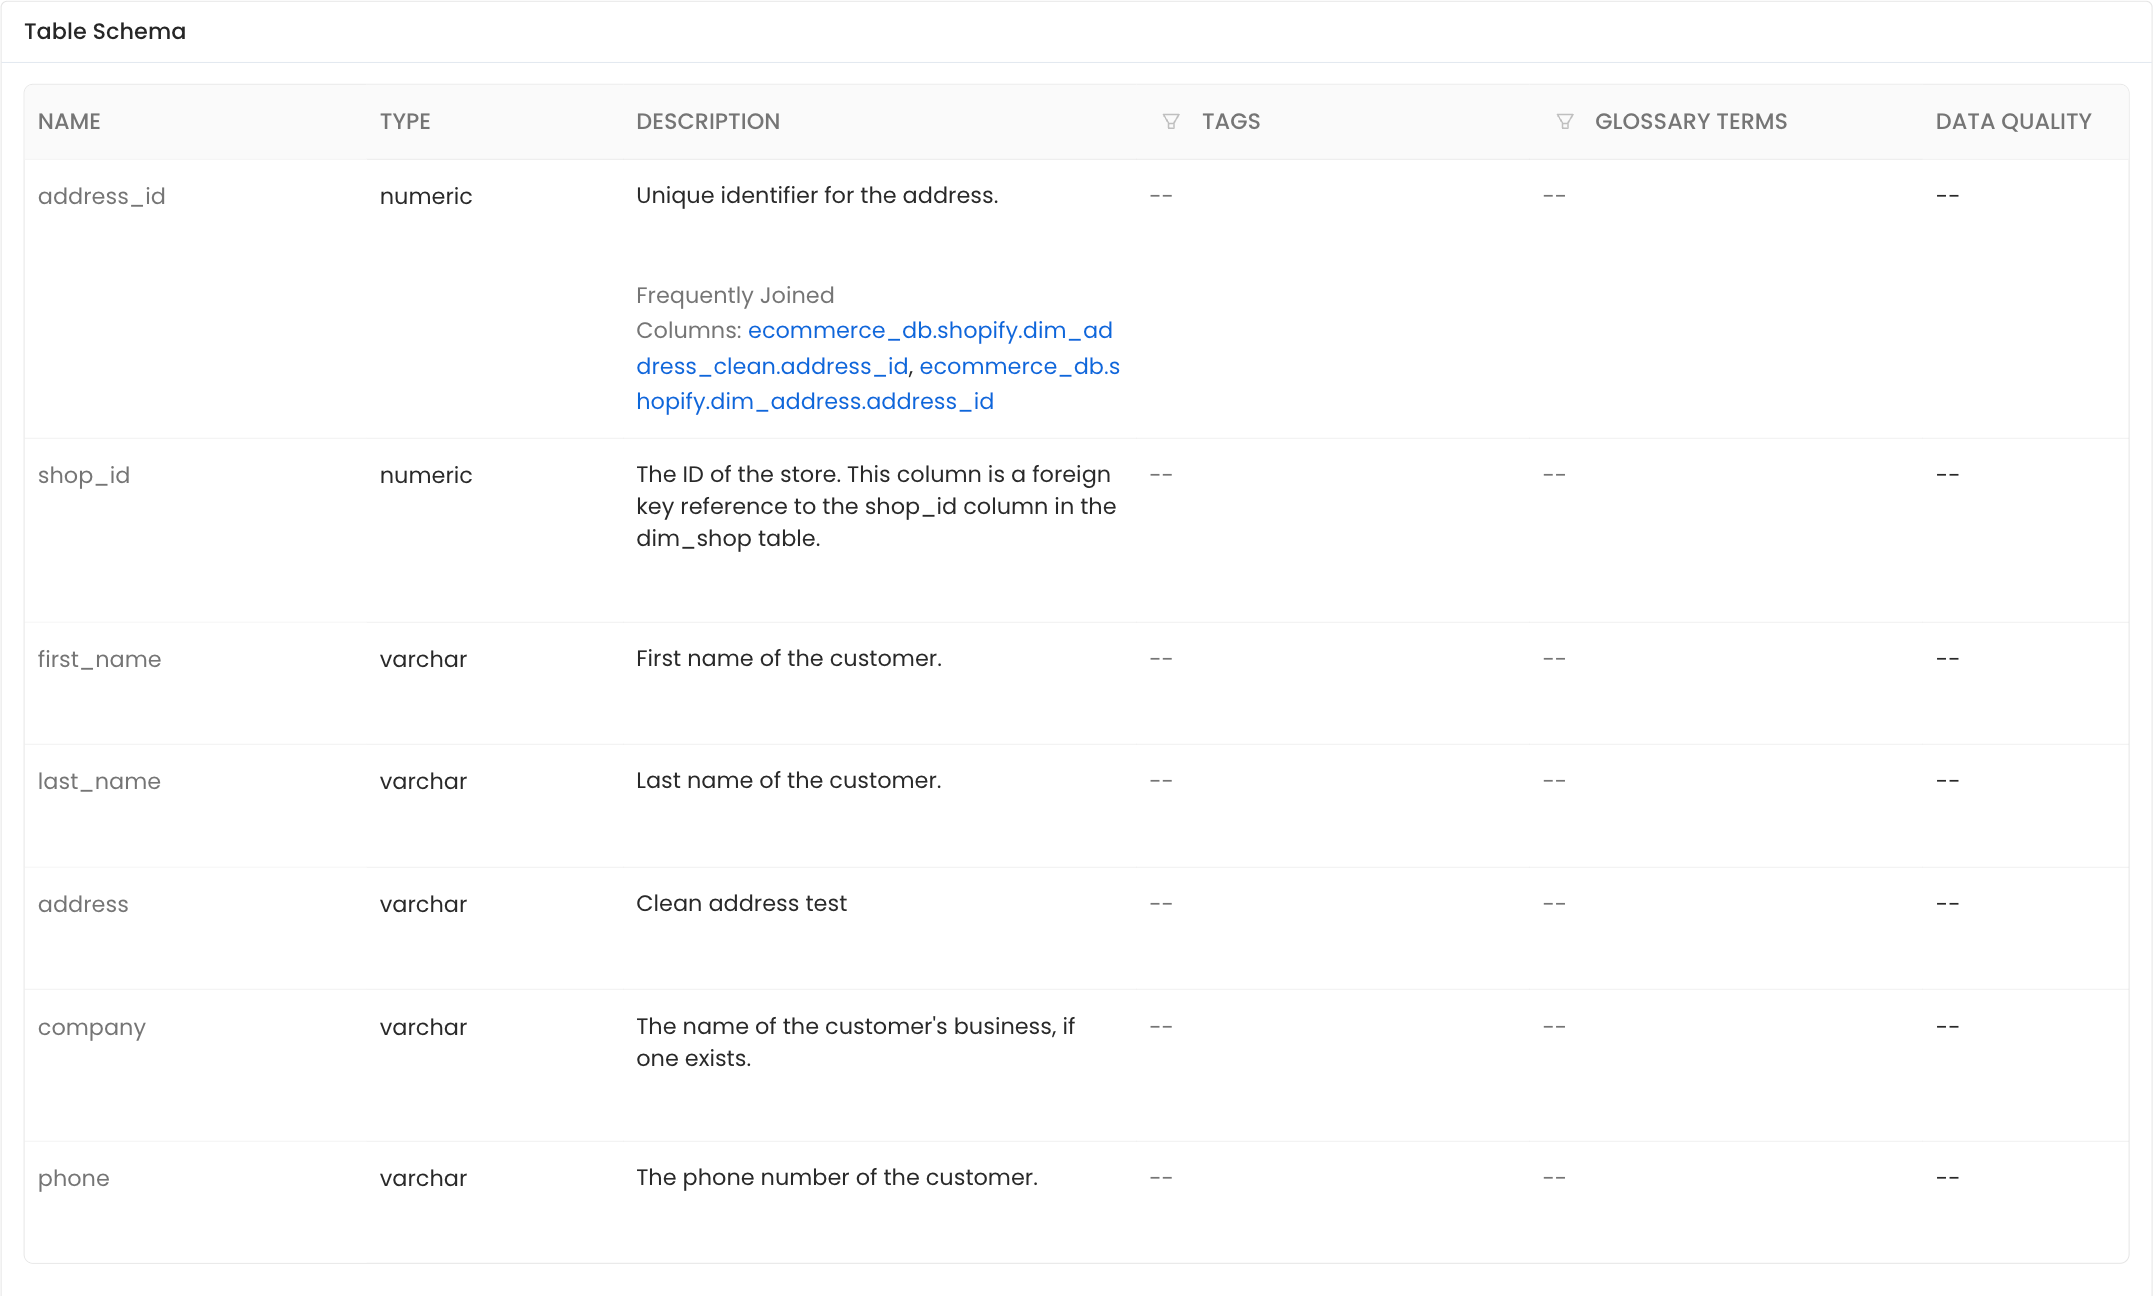 Table Schema
NAME TYPE DESCRIPTION TAGS GLOSSARY TERMS DATA QUALITY
address_id numeric Unique identifier for the address. -- -- --
Frequently Joined
Columns: ecommerce_db.shopify.dim_ad
dress_clean.address_id, ecommerce_db.s
hopify.dim_address.address_id
shop_id numeric The ID of the store. This column is a foreign -- -- --
key reference to the shop_id column in the
dim_shop table.
first_name varchar First name of the customer. -- -- --
last_name varchar Last name of the customer. -- -- --
address varchar Clean address test -- -- --
company varchar The name of the customer's business, if -- -- --
one exists.
phone varchar The phone number of the customer. -- -- --